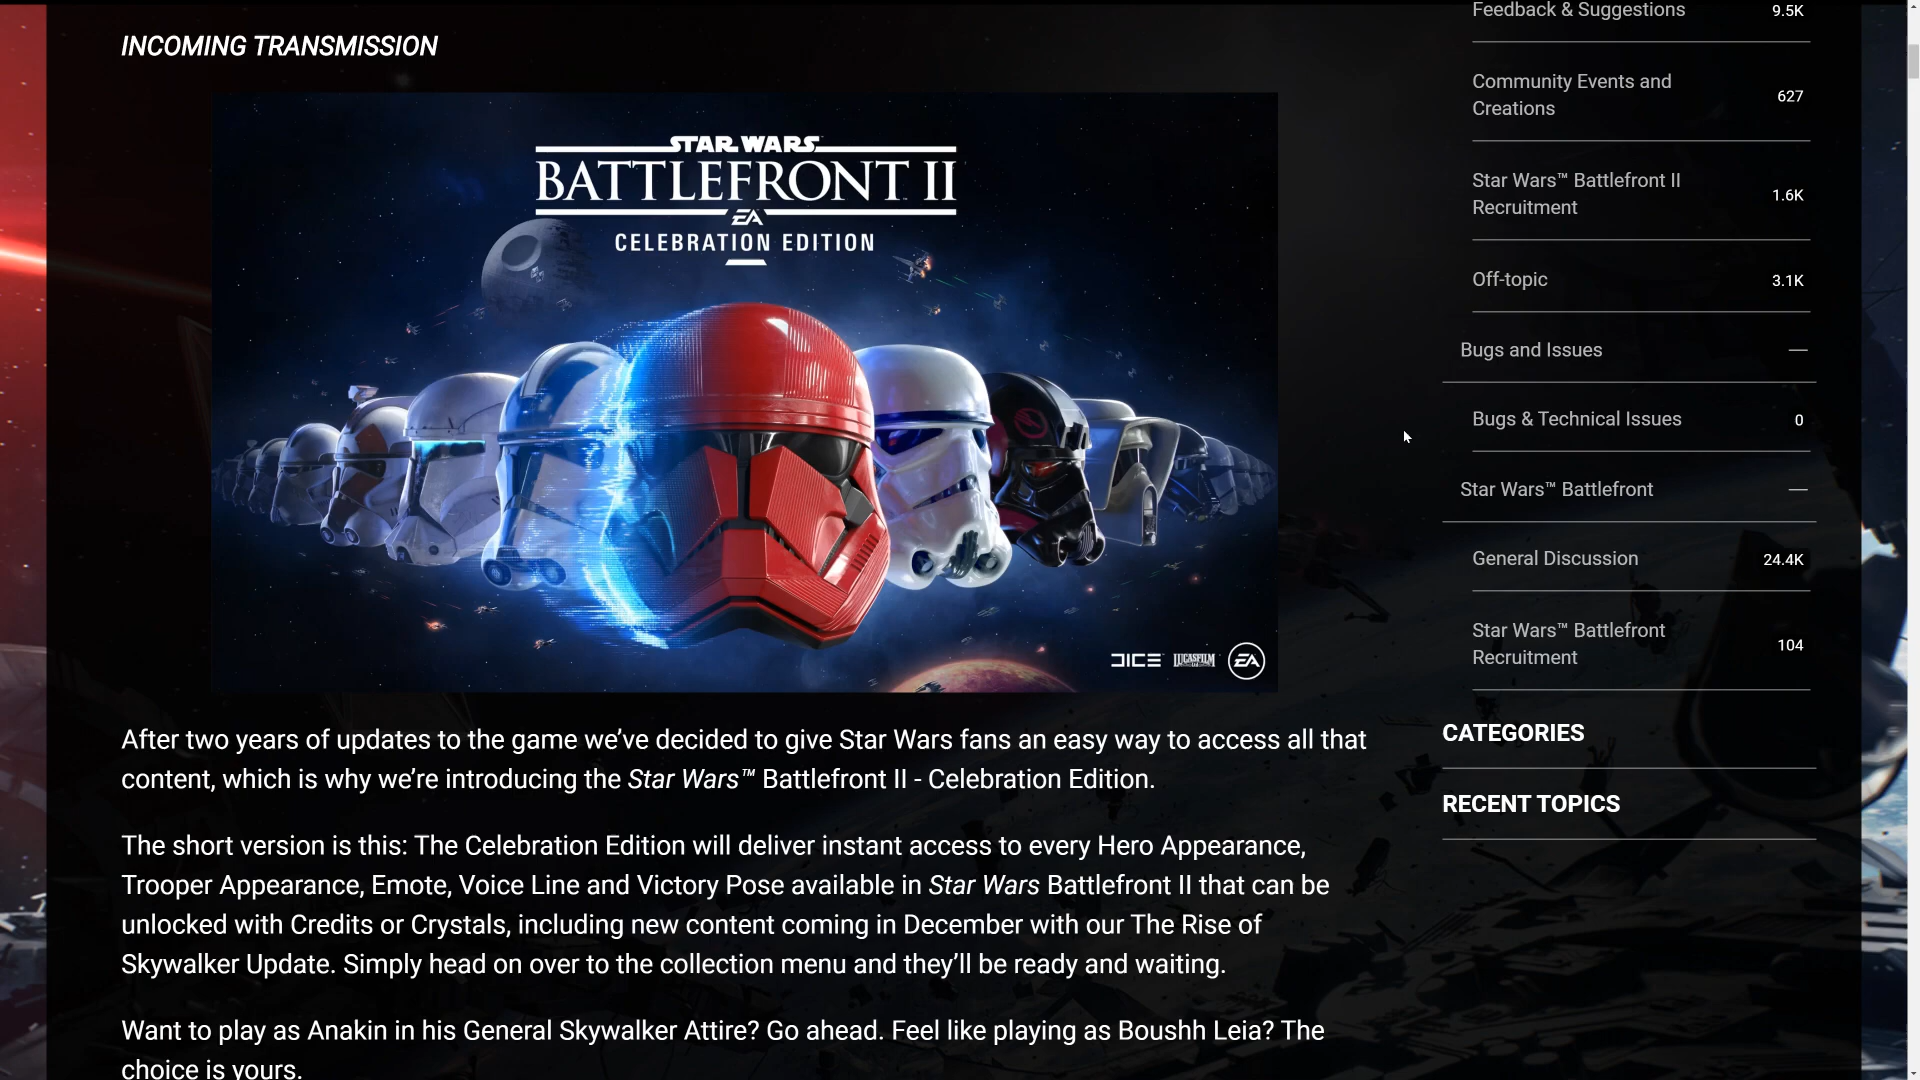 INCOMING TRANSMISSION
STAR WARS
BATTLEFRONT II
EA
CELEBRATION EDITION
DICE LUCASFILM EA
After two years of updates to the game we’ve decided to give Star Wars fans an easy way to access all that
content, which is why we’re introducing the Star Wars™ Battlefront II - Celebration Edition.
The short version is this: The Celebration Edition will deliver instant access to every Hero Appearance,
Trooper Appearance, Emote, Voice Line and Victory Pose available in Star Wars Battlefront II that can be
unlocked with Credits or Crystals, including new content coming in December with our The Rise of
Skywalker Update. Simply head on over to the collection menu and they’ll be ready and waiting.
Want to play as Anakin in his General Skywalker Attire? Go ahead. Feel like playing as Boushh Leia? The
choice is yours.
Feedback & Suggestions 9.5K
Community Events and
Creations 627
Star Wars™ Battlefront II
Recruitment 1.6K
Off-topic 3.1K
Bugs and Issues —
Bugs & Technical Issues 0
Star Wars™ Battlefront —
General Discussion 24.4K
Star Wars™ Battlefront
Recruitment 104
CATEGORIES
RECENT TOPICS